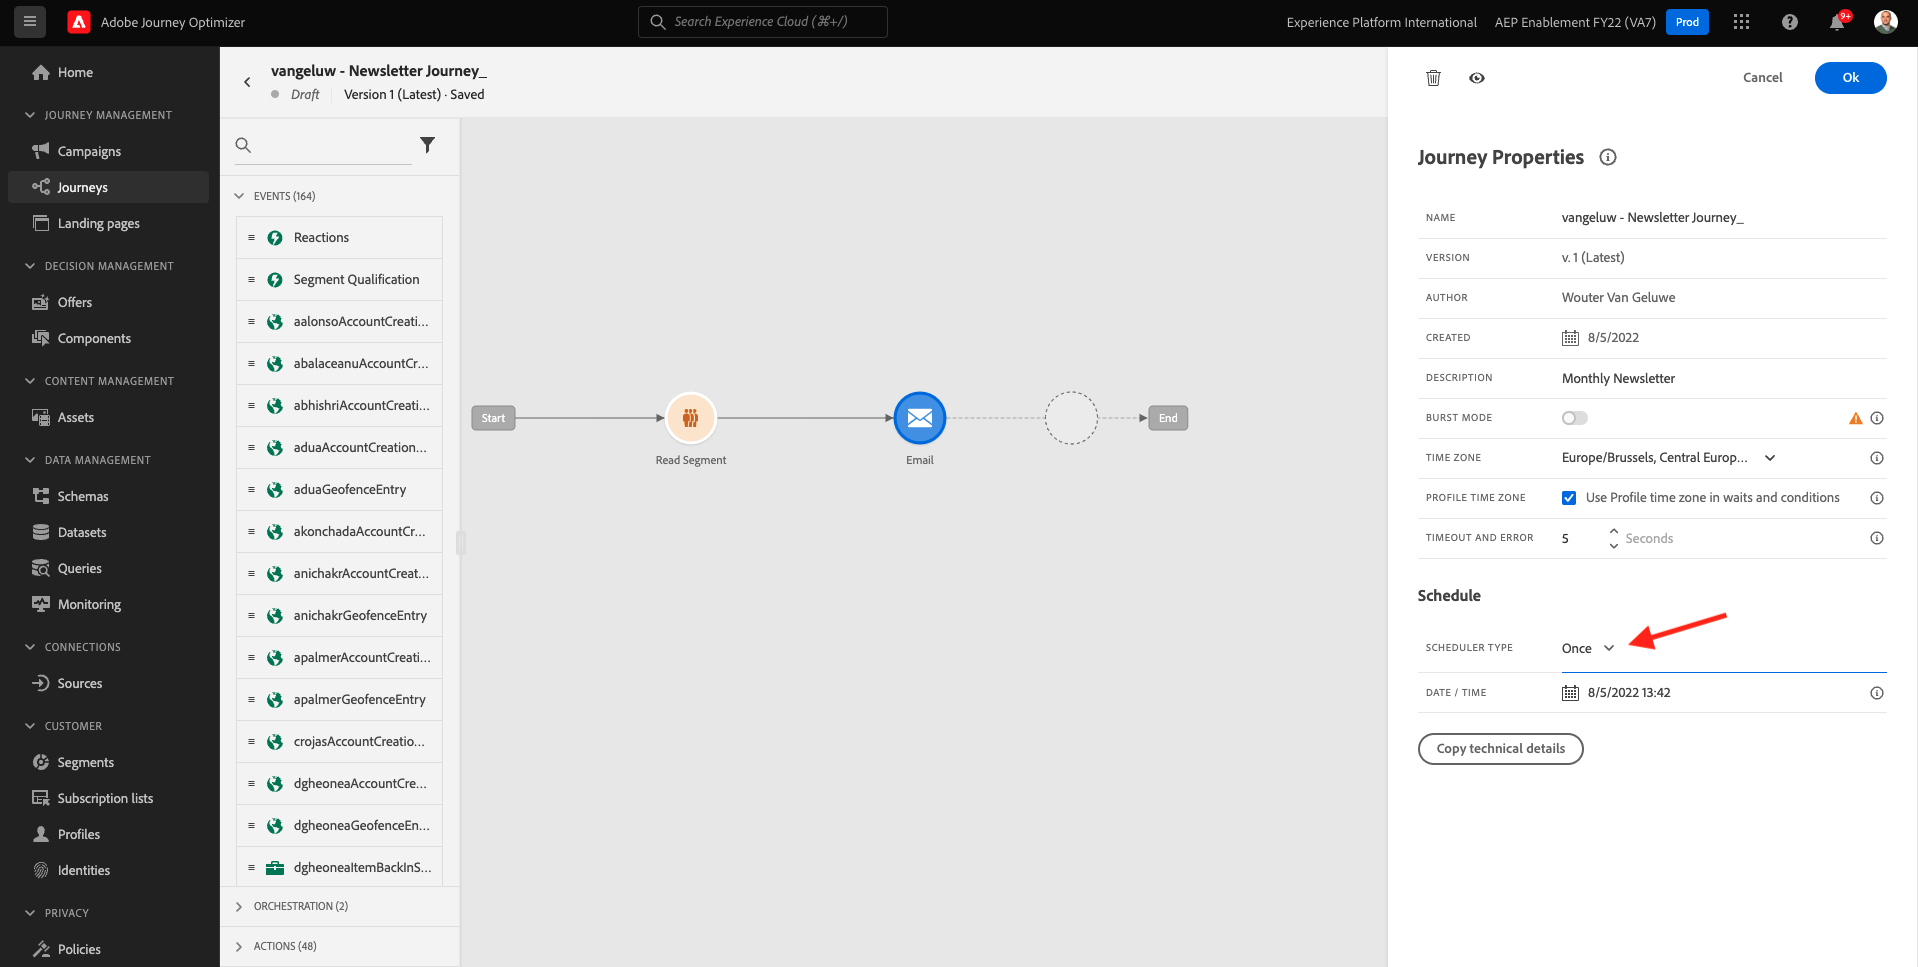 Adobe Journey Optimizer
Search Experience Cloud (⌘+/)
Experience Platform International
AEP Enablement FY22 (VA7)
Prod
9+
Home
JOURNEY MANAGEMENT
Campaigns
Journeys
Landing pages
DECISION MANAGEMENT
Offers
Components
CONTENT MANAGEMENT
Assets
DATA MANAGEMENT
Schemas
Datasets
Queries
Monitoring
CONNECTIONS
Sources
CUSTOMER
Segments
Subscription lists
Profiles
Identities
PRIVACY
Policies
vangeluw - Newsletter Journey_
Draft
Version 1 (Latest) · Saved
EVENTS (164)
Reactions
Segment Qualification
aalonsoAccountCreati...
abalaceanuAccountCr...
abhishriAccountCreati...
aduaAccountCreation...
aduaGeofenceEntry
akonchadaAccountCr...
anichakrAccountCreat...
anichakrGeofenceEntry
apalmerAccountCreati...
apalmerGeofenceEntry
crojasAccountCreatio...
dgheoneaAccountCre...
dgheoneaGeofenceEn...
dgheoneaItemBackInS...
ORCHESTRATION (2)
ACTIONS (48)
Start
Read Segment
Email
End
Cancel
Ok
Journey Properties
NAME vangeluw - Newsletter Journey_
VERSION v. 1 (Latest)
AUTHOR Wouter Van Geluwe
CREATED 8/5/2022
DESCRIPTION Monthly Newsletter
BURST MODE
TIME ZONE Europe/Brussels, Central Europ...
PROFILE TIME ZONE Use Profile time zone in waits and conditions
TIMEOUT AND ERROR 5 Seconds
Schedule
SCHEDULER TYPE Once
DATE / TIME 8/5/2022 13:42
Copy technical details